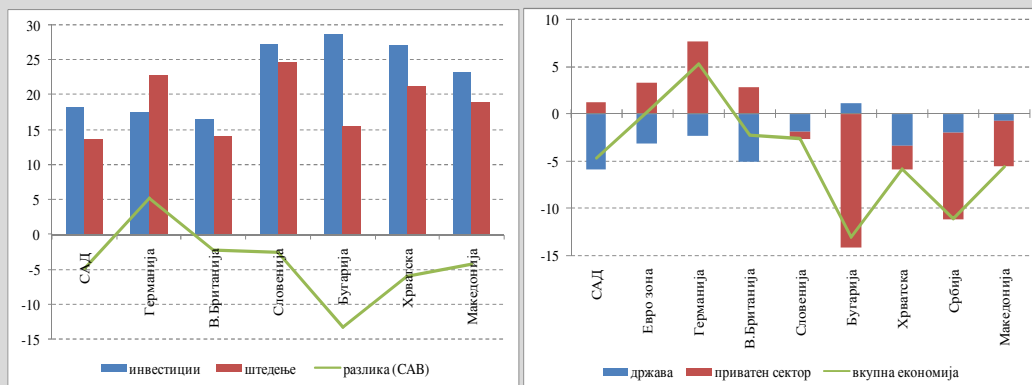 30
25
20
15
10
5
0
-5
-10
-15
САД
Германија
В.Британија
Словенија
Бугарија
Хрватска
Македонија
инвестиции штедење разлика (САВ)
10
5
0
-5
-10
-15
САД
Евро зона
Германија
В.Британија
Словенија
Бугарија
Хрватска
Србија
Македонија
држава приватен сектор вкупна економија